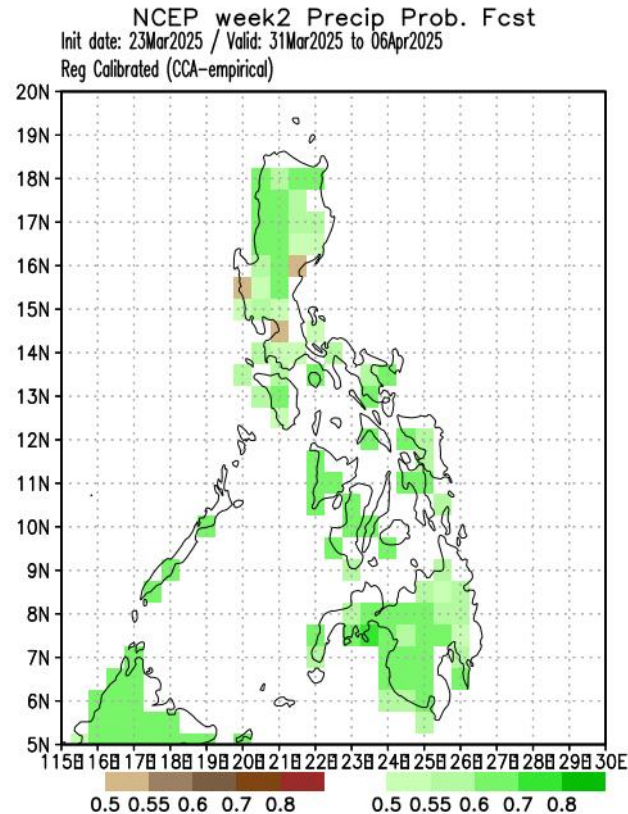 NCEP week2 Precip Prob. Fcst
Init date: 23Mar2025 / Valid: 31Mar2025 to 06Apr2025
Reg Calibrated (CCA-empirical)
20N
19N
18N
17N
16N
15N
14N
13N
12N
11N
10N
9N
8N
7N
6N
5N
115E 116E 117E 118E 119E 120E 121E 122E 123E 124E 125E 126E 127E 128E 129E 130E
0.5 0.55 0.6 0.7 0.8 0.5 0.55 0.6 0.7 0.8